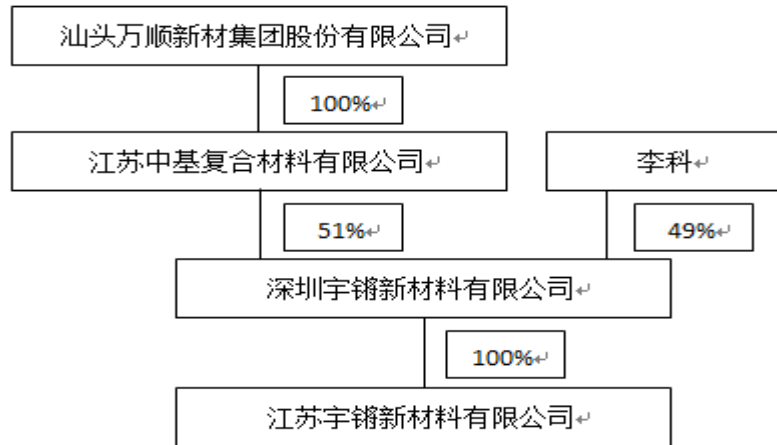 汕头万顺新材集团股份有限公司↵
100%↵
江苏中基复合材料有限公司↵
李科↵
51%↵
49%↵
深圳宇锵新材料有限公司↵
100%↵
江苏宇锵新材料有限公司↵